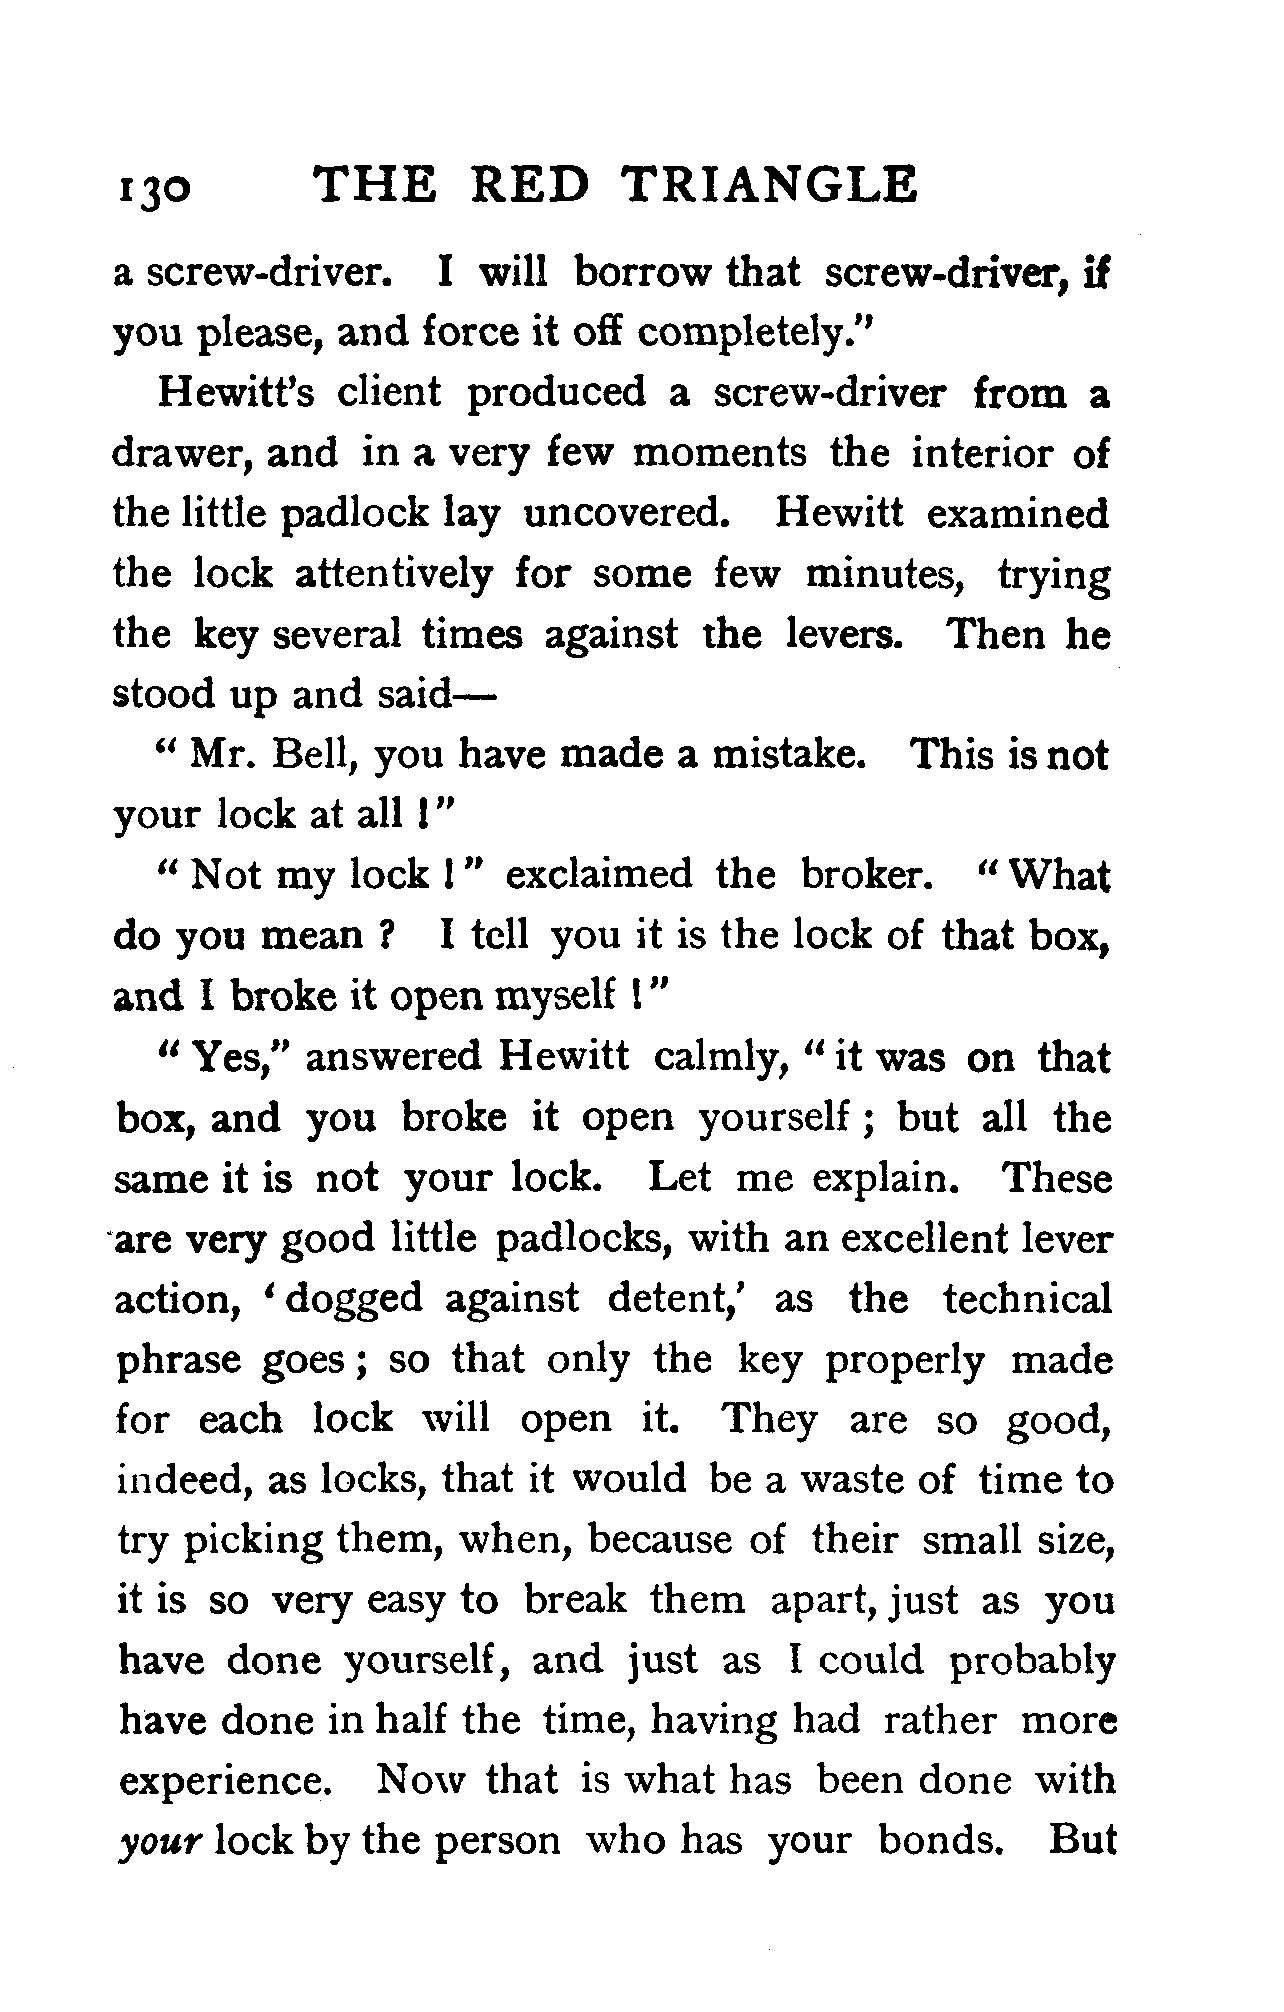 130 THE RED TRIANGLE
a screw-driver. I will borrow that screw-driver, if
you please, and force it off completely."
Hewitt's client produced a screw-driver from a
drawer, and in a very few moments the interior of
the little padlock lay uncovered. Hewitt examined
the lock attentively for some few minutes, trying
the key several times against the levers. Then he
stood up and said—
" Mr. Bell, you have made a mistake. This is not
your lock at all !"
" Not my lock ! " exclaimed the broker. " What
do you mean ? I tell you it is the lock of that box,
and I broke it open myself ! "
" Yes," answered Hewitt calmly, " it was on that
box, and you broke it open yourself ; but all the
same it is not your lock. Let me explain. These
are very good little padlocks, with an excellent lever
action, ‘ dogged against detent,’ as the technical
phrase goes ; so that only the key properly made
for each lock will open it. They are so good,
indeed, as locks, that it would be a waste of time to
try picking them, when, because of their small size,
it is so very easy to break them apart, just as you
have done yourself, and just as I could probably
have done in half the time, having had rather more
experience. Now that is what has been done with
your lock by the person who has your bonds. But